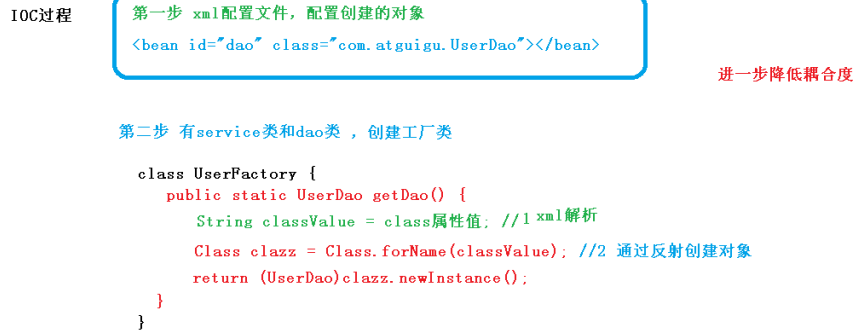 IOC过程
第一步 xml配置文件，配置创建的对象
<bean id="dao" class="com.atguigu.UserDao"></bean>
进一步降低耦合度
第二步 有service类和dao类 ，创建工厂类
class UserFactory {
public static UserDao getDao() {
String classValue = class属性值; //1 xml解析
Class clazz = Class.forName(classValue); //2 通过反射创建对象
return (UserDao)clazz.newInstance();
}
}